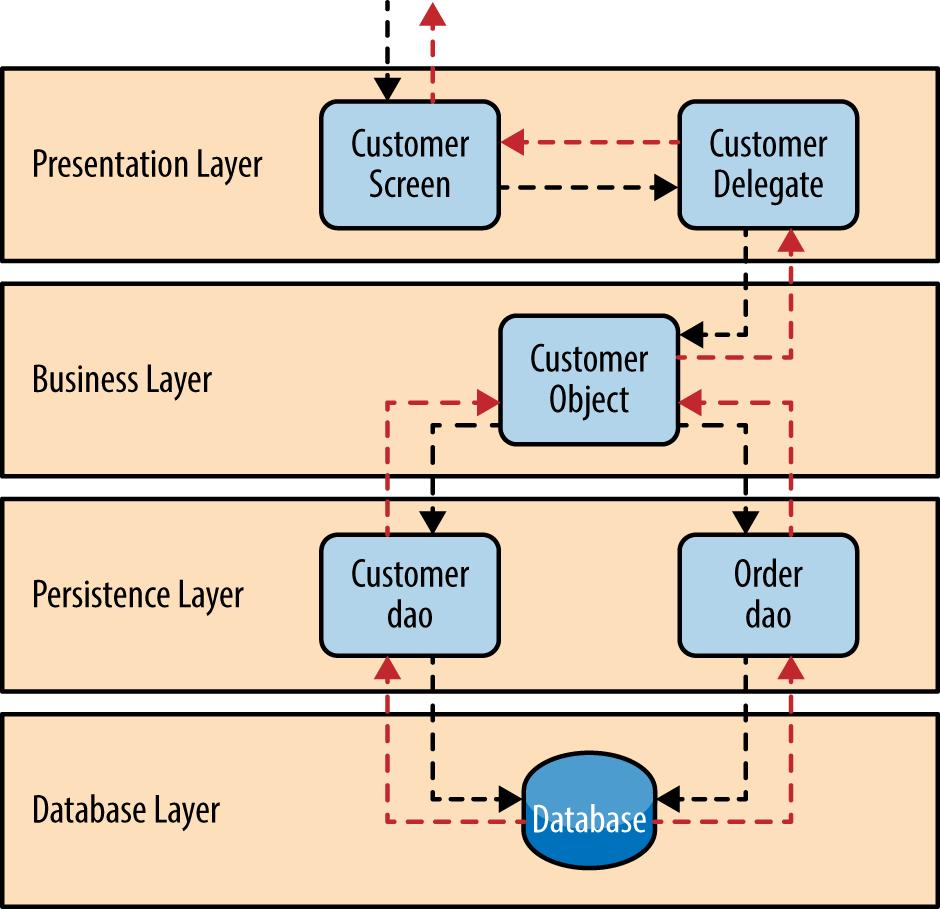 Presentation Layer
Customer
Screen
Customer
Delegate
Business Layer
Customer
Object
Persistence Layer
Customer
dao
Order
dao
Database Layer
Database